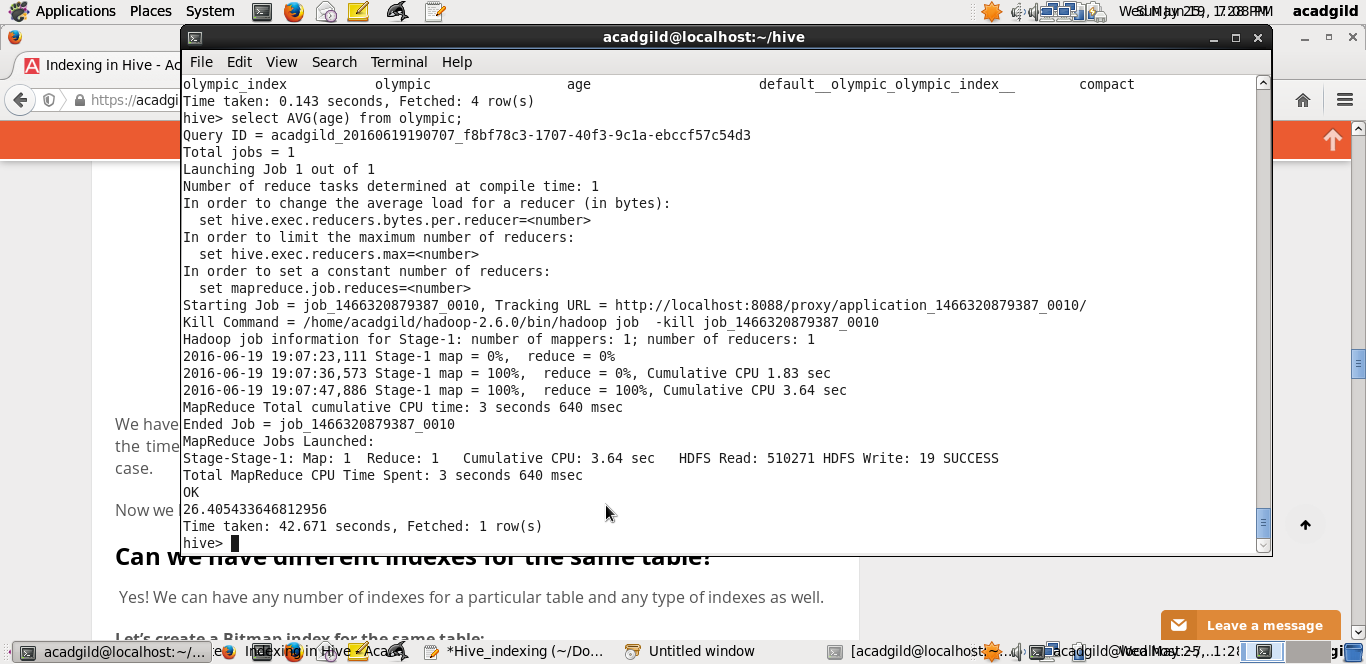 Applications Places System
acadgild
acadgild@localhost:~/hive
Indexing in Hive - Ac
File Edit View Search Terminal Help
https://acadgi
olympic_index olympic age default__olympic_olympic_index__ compact
Time taken: 0.143 seconds, Fetched: 4 row(s)
hive> select AVG(age) from olympic;
Query ID = acadgild_20160619190707_f8bf78c3-1707-40f3-9c1a-ebccf57c54d3
Total jobs = 1
Launching Job 1 out of 1
Number of reduce tasks determined at compile time: 1
In order to change the average load for a reducer (in bytes):
  set hive.exec.reducers.bytes.per.reducer=<number>
In order to limit the maximum number of reducers:
  set hive.exec.reducers.max=<number>
In order to set a constant number of reducers:
  set mapreduce.job.reduces=<number>
Starting Job = job_1466320879387_0010, Tracking URL = http://localhost:8088/proxy/application_1466320879387_0010/
Kill Command = /home/acadgild/hadoop-2.6.0/bin/hadoop job  -kill job_1466320879387_0010
Hadoop job information for Stage-1: number of mappers: 1; number of reducers: 1
2016-06-19 19:07:23,111 Stage-1 map = 0%,  reduce = 0%
2016-06-19 19:07:36,573 Stage-1 map = 100%,  reduce = 0%, Cumulative CPU 1.83 sec
2016-06-19 19:07:47,886 Stage-1 map = 100%,  reduce = 100%, Cumulative CPU 3.64 sec
MapReduce Total cumulative CPU time: 3 seconds 640 msec
Ended Job = job_1466320879387_0010
MapReduce Jobs Launched:
Stage-Stage-1: Map: 1  Reduce: 1   Cumulative CPU: 3.64 sec   HDFS Read: 510271 HDFS Write: 19 SUCCESS
Total MapReduce CPU Time Spent: 3 seconds 640 msec
OK
26.405433646812956
Time taken: 42.671 seconds, Fetched: 1 row(s)
hive>
We have
the time
case.
Now we
Can we have different indexes for the same table?
Yes! We can have any number of indexes for a particular table and any type of indexes as well.
Let's create a Bitmap index for the same table:
Leave a message
acadgild@localhost:~/...
Indexing in Hive - Aca
*Hive_indexing (~/Do...
Untitled window
[acadgild@localhost: